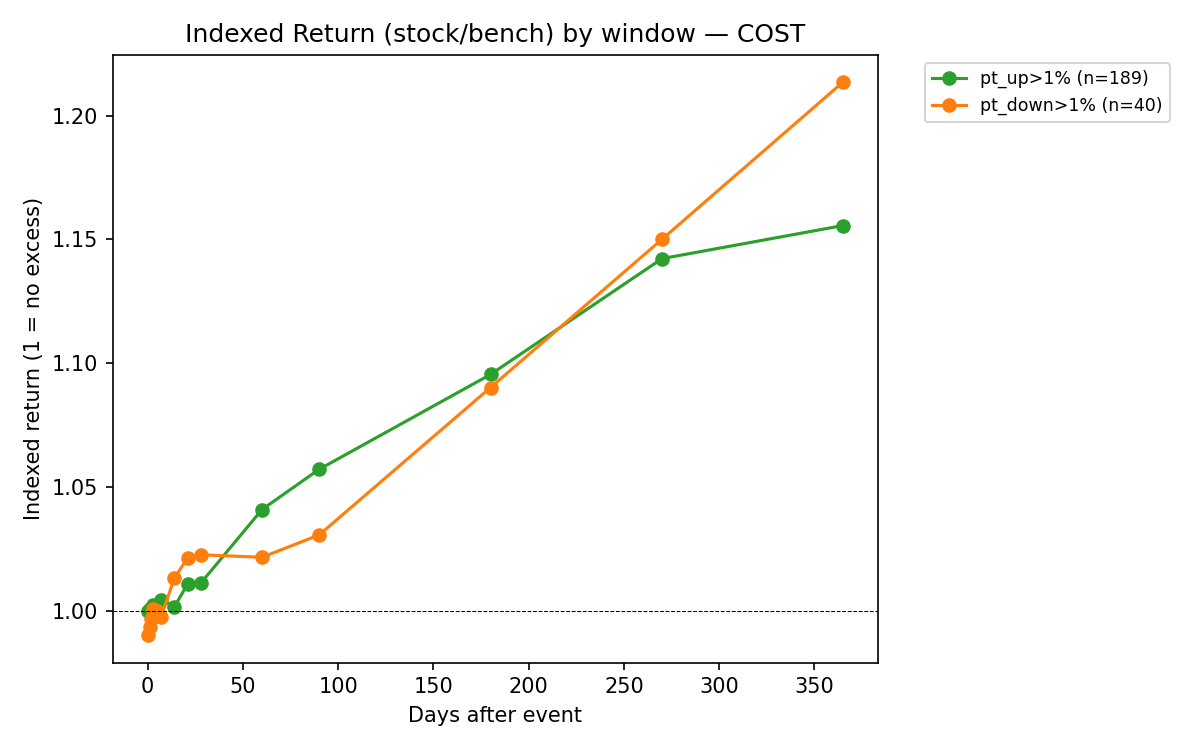 Indexed Return (stock/bench) by window — COST
pt_up>1% (n=189)
pt_down>1% (n=40)
Indexed return (1 = no excess)
1.20
1.15
1.10
1.05
1.00
0 50 100 150 200 250 300 350
Days after event